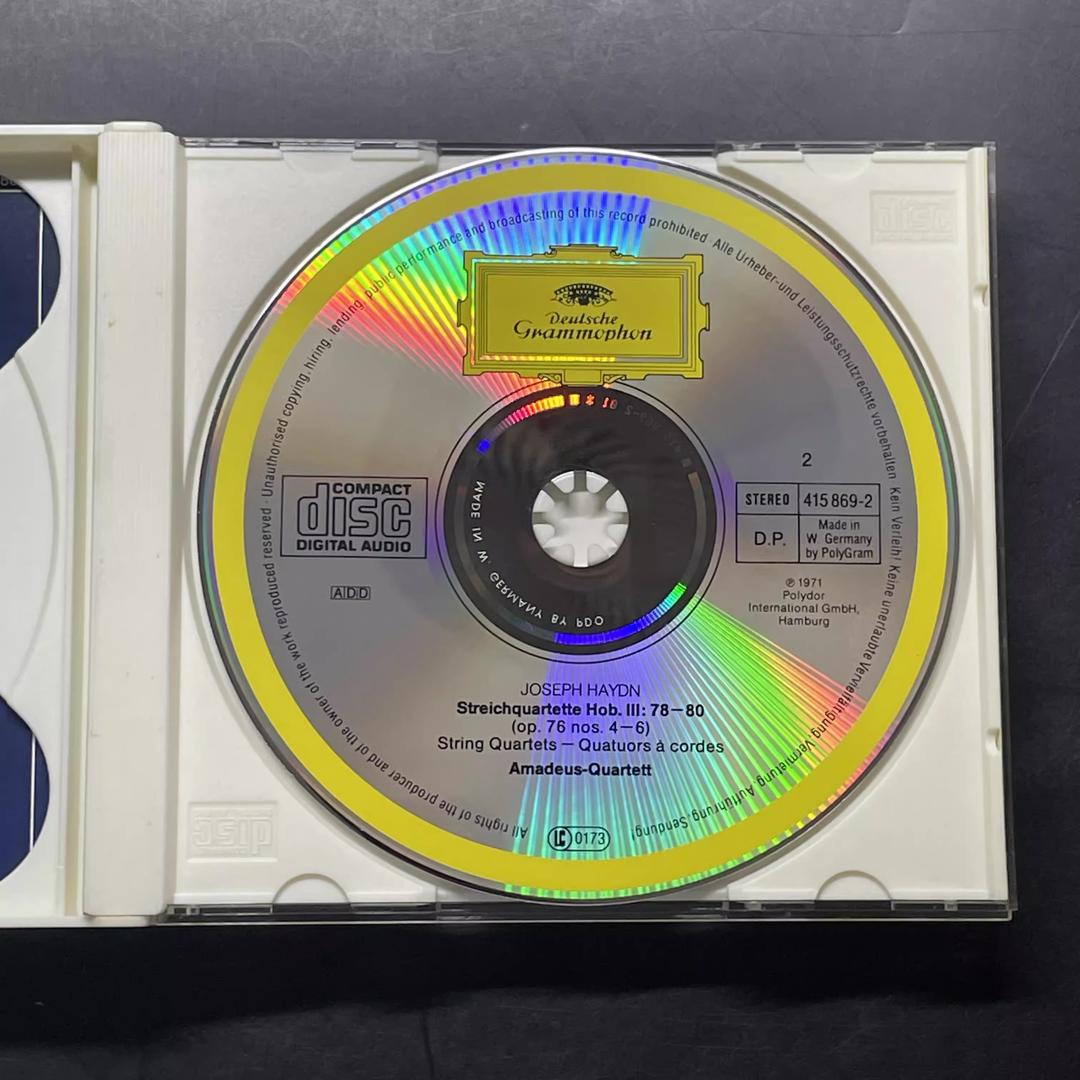 All rights of the producer and of the owner of the work reproduced reserved · Unauthorised copying, hiring, lending, public performance and broadcasting of this record prohibited · Alle Urheber- und Leistungsschutzrechte vorbehalten · Kein Verleih! Keine unerlaubte Vervielfältigung, Vermietung, Aufführung, Sendung!
Deutsche
Grammophon
2
COMPACT
disc
DIGITAL AUDIO
STEREO
415 869-2
D.P.
Made in
W. Germany
by PolyGram
ADD
℗ 1971
Polydor
International GmbH,
Hamburg
MADE IN W. GERMANY BY PDO
JOSEPH HAYDN
Streichquartette Hob. III: 78–80
(op. 76 nos. 4–6)
String Quartets – Quatuors à cordes
Amadeus-Quartett
LC 0173
disc
disc